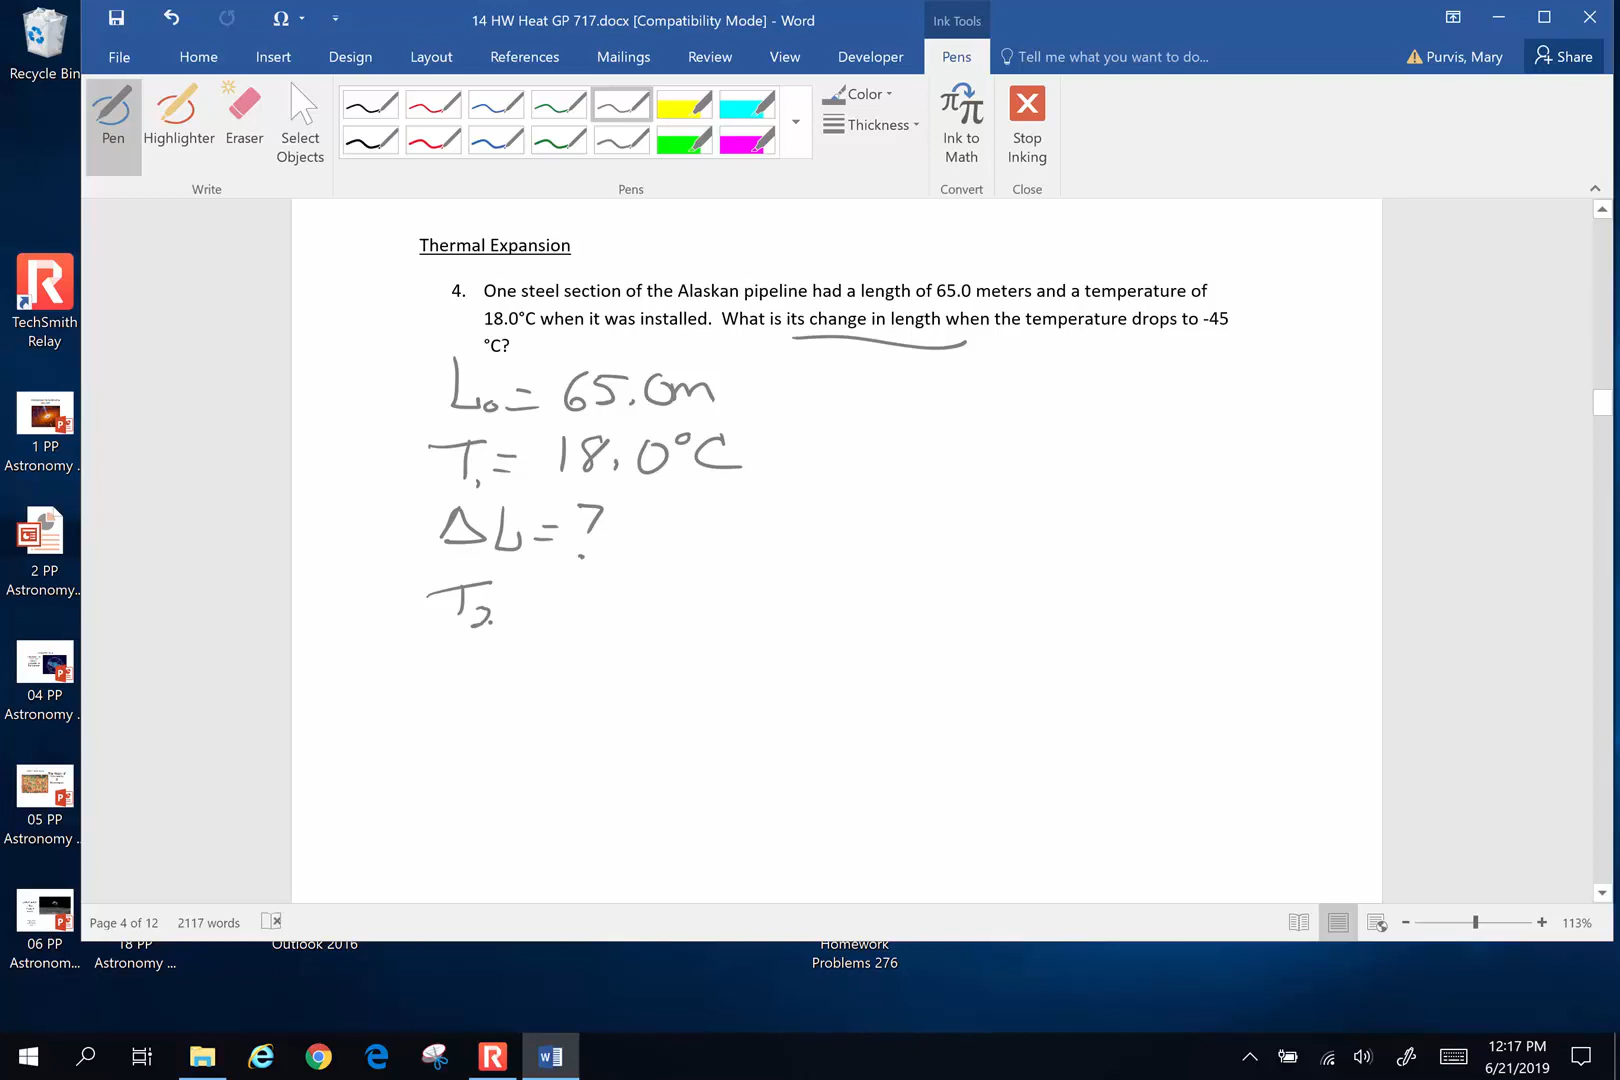 14 HW Heat GP 717.docx [Compatibility Mode] - Word
Ink Tools
File Home Insert Design Layout References Mailings Review View Developer Pens Tell me what you want to do... Purvis, Mary Share
Pen Highlighter Eraser Select Objects
Color
Thickness
Ink to Math
Stop Inking
Write Pens Convert Close
Recycle Bin
TechSmith Relay
1 PP Astronomy .
2 PP Astronomy..
04 PP Astronomy .
05 PP Astronomy .
06 PP Astronom...
18 PP Astronomy ...
Outlook 2016
Homework Problems 276
Thermal Expansion
4. One steel section of the Alaskan pipeline had a length of 65.0 meters and a temperature of
18.0°C when it was installed. What is its change in length when the temperature drops to -45
°C?
L₀ = 65.0m
T₁ = 18.0°C
ΔL = ?
T₂
Page 4 of 12 2117 words
113%
12:17 PM
6/21/2019